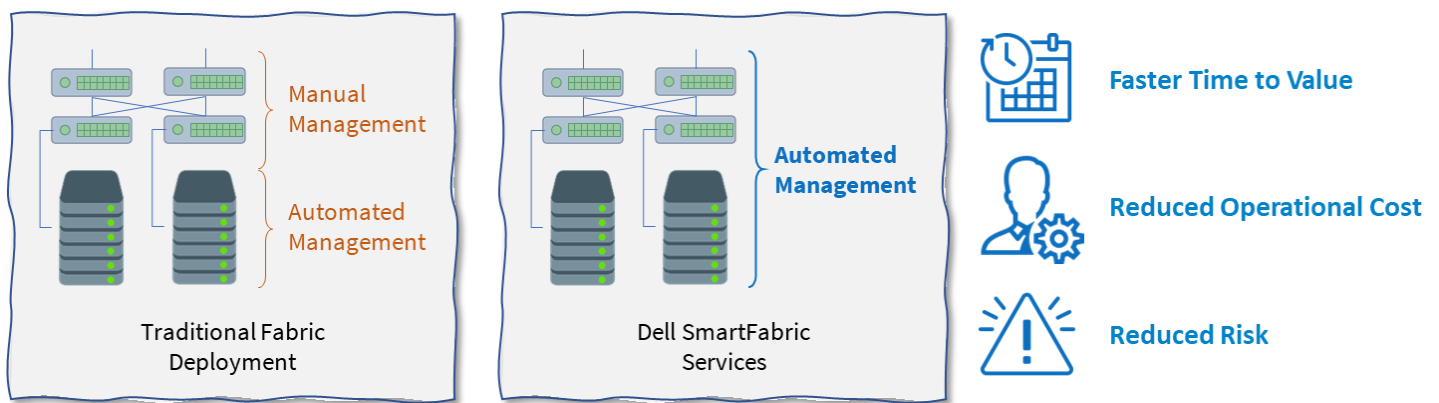 Manual
Management
Automated
Management
Traditional Fabric
Deployment
Automated
Management
Dell SmartFabric
Services
Faster Time to Value
Reduced Operational Cost
Reduced Risk